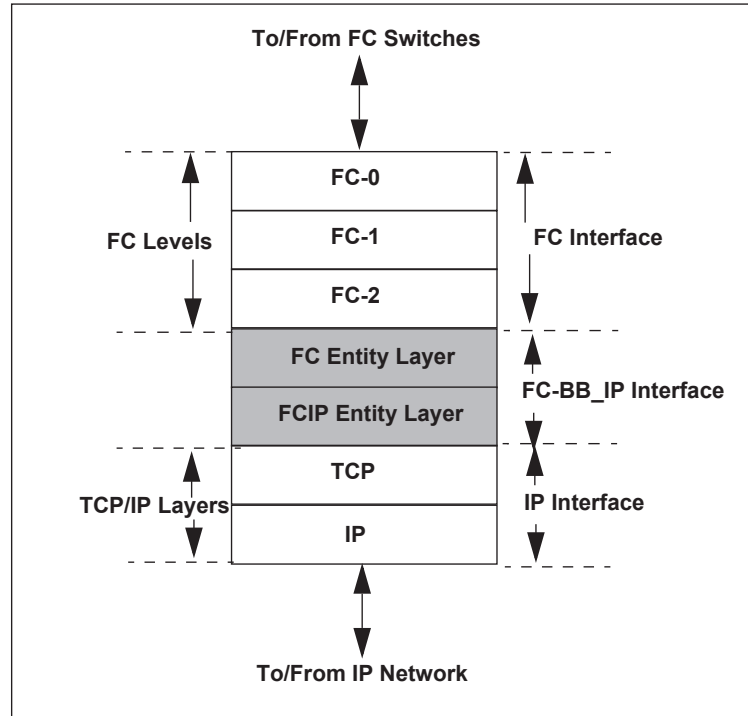 To/From FC Switches
FC-0
FC Levels
FC-1
FC Interface
FC-2
FC Entity Layer
FC-BB_IP Interface
FCIP Entity Layer
TCP
TCP/IP Layers
IP Interface
IP
To/From IP Network